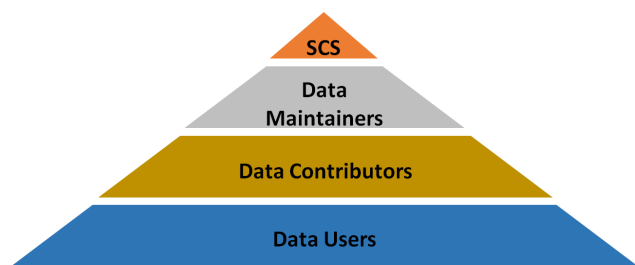 SCS
Data
Maintainers
Data Contributors
Data Users